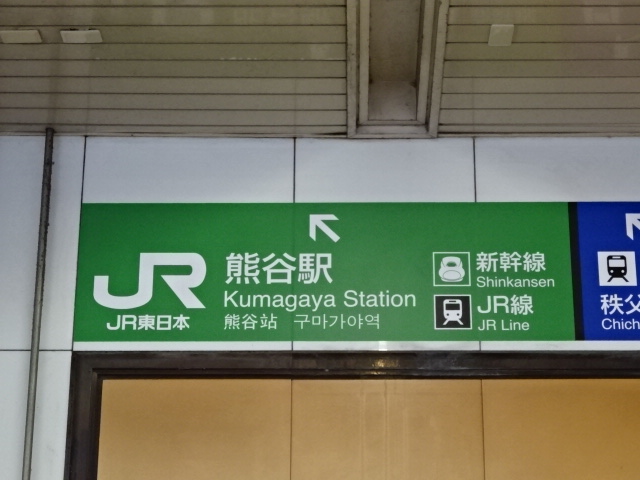 JR
JR東日本
熊谷駅
Kumagaya Station
熊谷站 구마가야역
新幹線
Shinkansen
JR線
JR Line
秩父
Chich